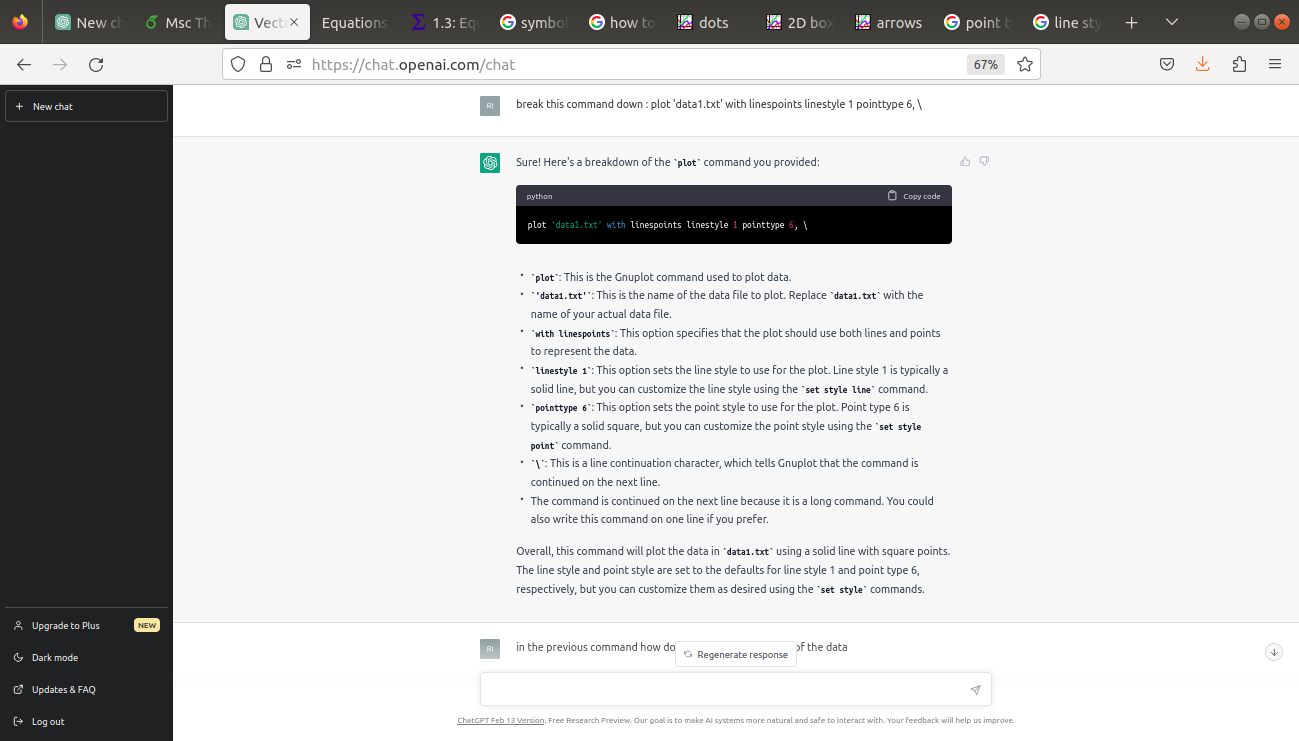 New ch
Msc Th
Vect
Equations
1.3: Eq
symbol
how to
dots
2D box
arrows
point t
line sty
https://chat.openai.com/chat
67%
New chat
RI
break this command down : plot 'data1.txt' with linespoints linestyle 1 pointtype 6, \
Sure! Here's a breakdown of the `plot` command you provided:
python
Copy code
plot 'data1.txt' with linespoints linestyle 1 pointtype 6, \
• `plot`: This is the Gnuplot command used to plot data.
• `'data1.txt'`: This is the name of the data file to plot. Replace `data1.txt` with the
name of your actual data file.
• `with linespoints`: This option specifies that the plot should use both lines and points
to represent the data.
• `linestyle 1`: This option sets the line style to use for the plot. Line style 1 is typically a
solid line, but you can customize the line style using the `set style line` command.
• `pointtype 6`: This option sets the point style to use for the plot. Point type 6 is
typically a solid square, but you can customize the point style using the `set style
point` command.
• `\`: This is a line continuation character, which tells Gnuplot that the command is
continued on the next line.
• The command is continued on the next line because it is a long command. You could
also write this command on one line if you prefer.
Overall, this command will plot the data in `data1.txt` using a solid line with square points.
The line style and point style are set to the defaults for line style 1 and point type 6,
respectively, but you can customize them as desired using the `set style` commands.
RI
in the previous command how do
of the data
Regenerate response
Upgrade to Plus
NEW
Dark mode
Updates & FAQ
Log out
ChatGPT Feb 13 Version. Free Research Preview. Our goal is to make AI systems more natural and safe to interact with. Your feedback will help us improve.